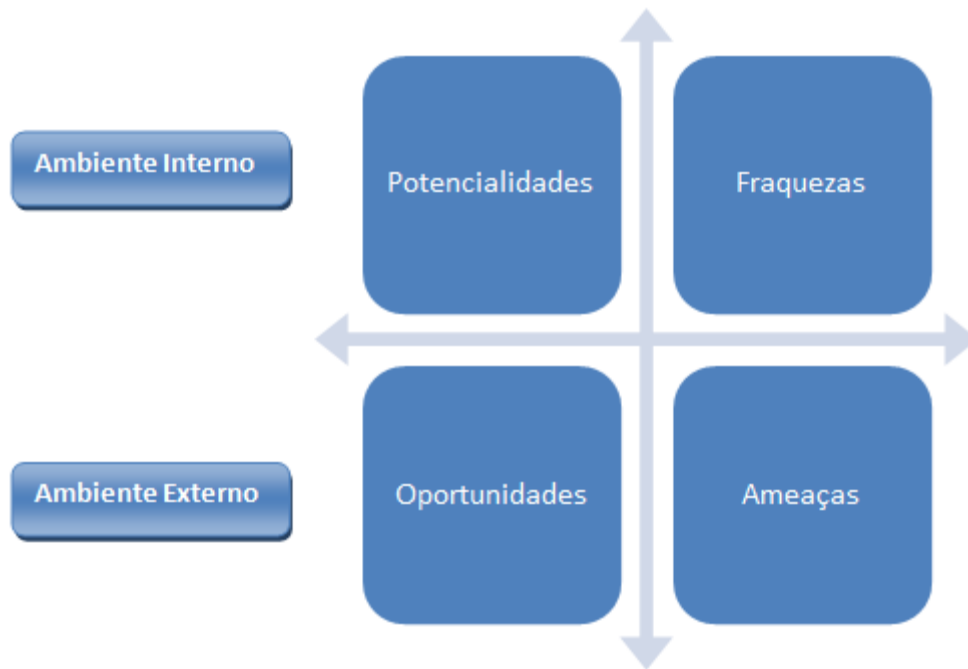 Ambiente Interno
Potencialidades
Fraquezas
Ambiente Externo
Oportunidades
Ameaças